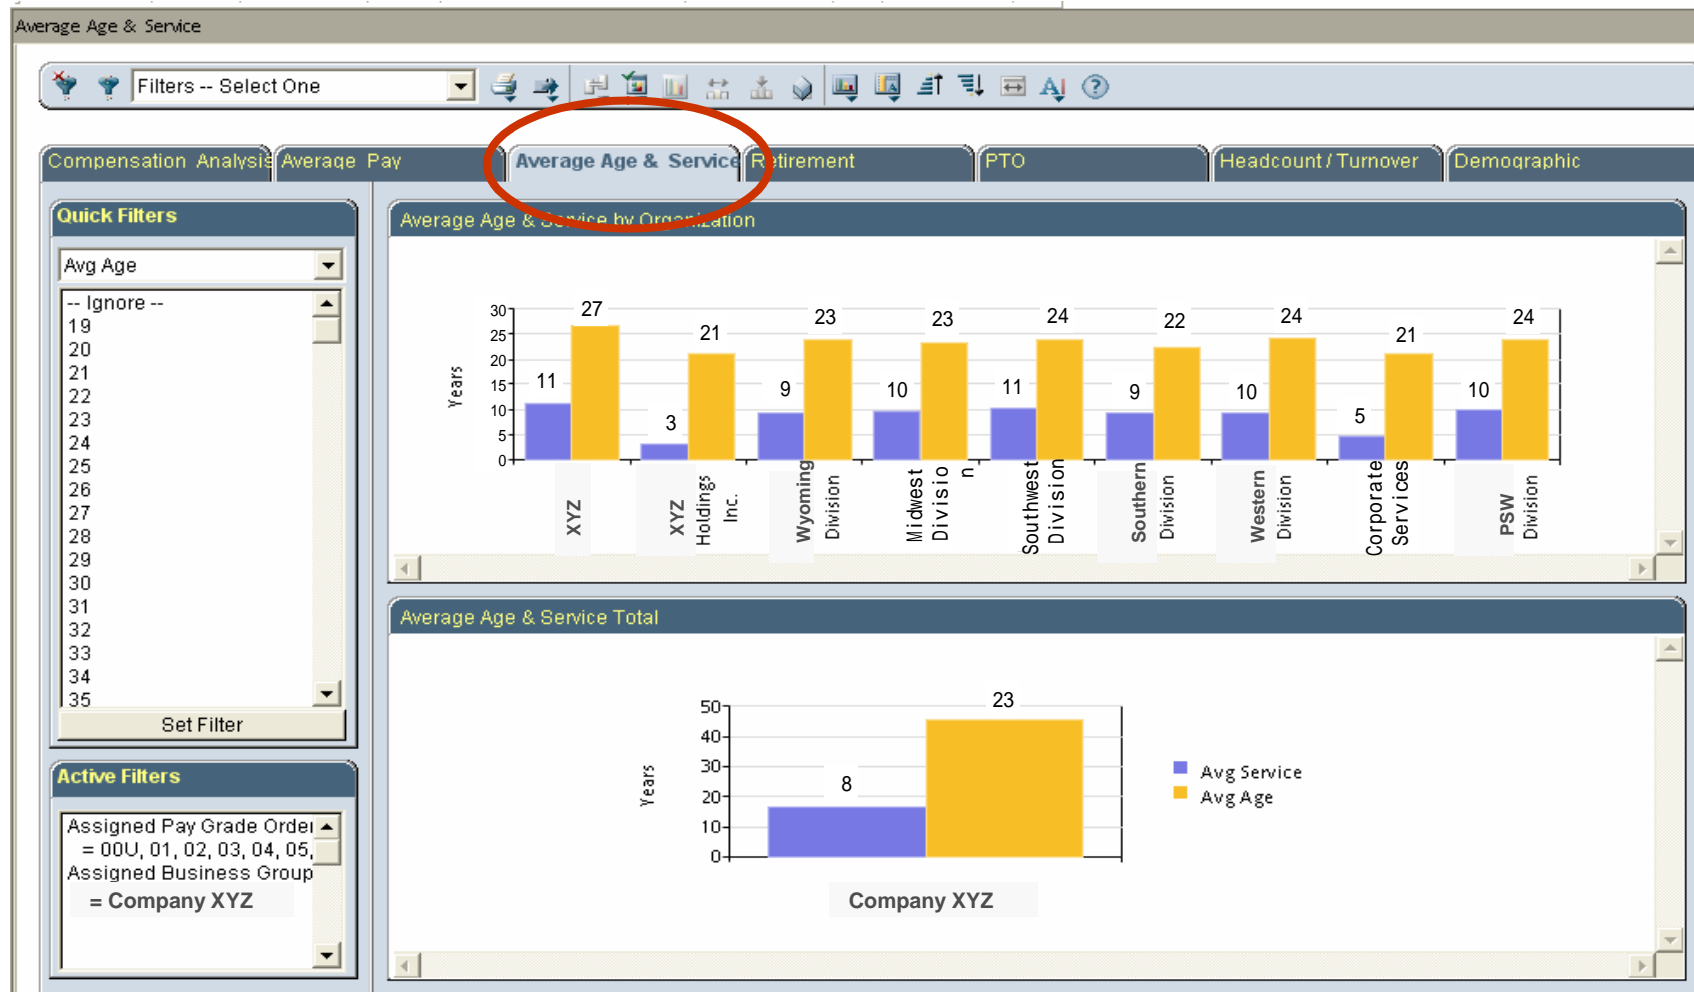 Average Age & Service
Filters -- Select One
Compensation Analysis
Average Pay
Average Age & Service
Retirement
PTO
Headcount / Turnover
Demographic
Quick Filters
Avg Age
-- Ignore --
19
20
21
22
23
24
25
26
27
28
29
30
31
32
33
34
35
Set Filter
Active Filters
Assigned Pay Grade Order
= 00U, 01, 02, 03, 04, 05,
Assigned Business Group
= Company XYZ
Average Age & Service by Organization
Years
30
25
20
15
10
5
0
11
27
3
21
9
23
10
23
11
24
9
22
10
24
5
21
10
24
XYZ
XYZ
Holdings
Inc.
Wyoming
Division
Midwest
Divisio
n
Southwest
Division
Southern
Division
Western
Division
Corporate
Services
PSW
Division
Average Age & Service Total
Years
50
40
30
20
10
0
8
23
Company XYZ
Avg Service
Avg Age